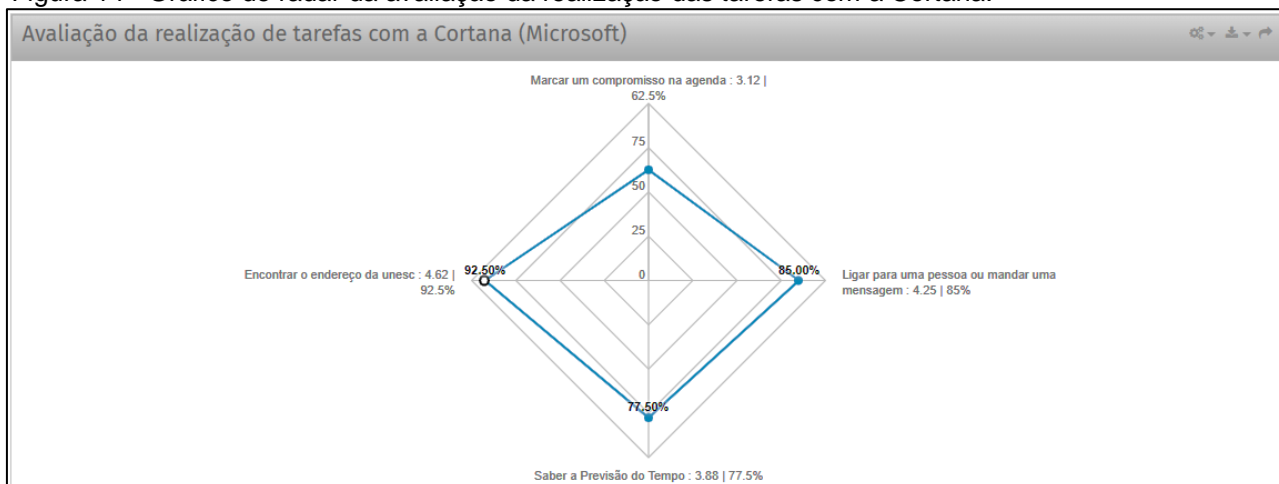 Avaliação da realização de tarefas com a Cortana (Microsoft)
Marcar um compromisso na agenda : 3.12 |
62.5%
75
50
25
0
Encontrar o endereço da unesc : 4.62 |
92.5%
92.50%
85.00%
Ligar para uma pessoa ou mandar uma
mensagem : 4.25 | 85%
77.50%
Saber a Previsão do Tempo : 3.88 | 77.5%